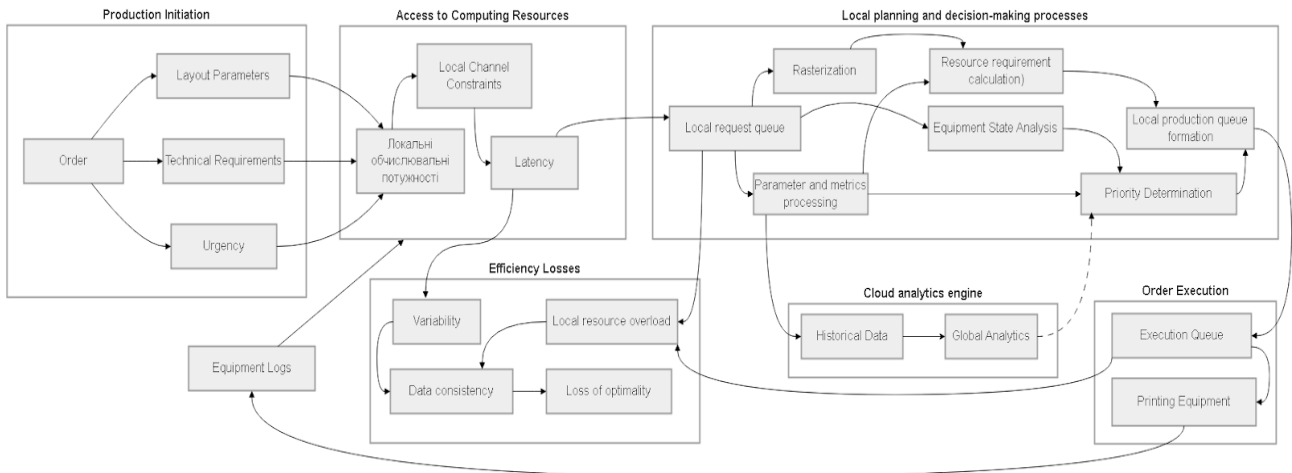 Production Initiation
Order
Layout Parameters
Technical Requirements
Urgency
Access to Computing Resources
Local Channel
Constraints
Локальні
обчислювальні
потужності
Latency
Local planning and decision-making processes
Rasterization
Resource requirement
calculation)
Local request queue
Equipment State Analysis
Local production queue
formation
Parameter and metrics
processing
Priority Determination
Efficiency Losses
Variability
Local resource overload
Data consistency
Loss of optimality
Equipment Logs
Cloud analytics engine
Historical Data
Global Analytics
Order Execution
Execution Queue
Printing Equipment